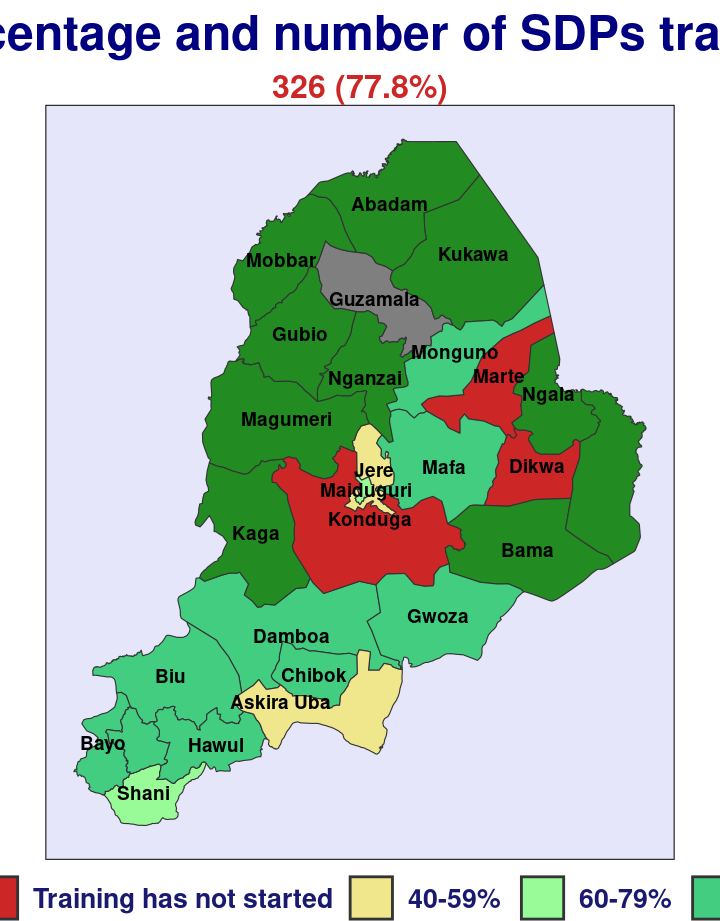 centage and number of SDPs tra
326 (77.8%)
Abadam
Kukawa
Mobbar
Guzamala
Gubio
Monguno
Nganzai
Marte
Ngala
Magumeri
Jere
Mafa
Dikwa
Maiduguri
Konduga
Kaga
Bama
Gwoza
Damboa
Biu
Chibok
Askira Uba
Bayo
Hawul
Shani
Training has not started 40-59% 60-79%